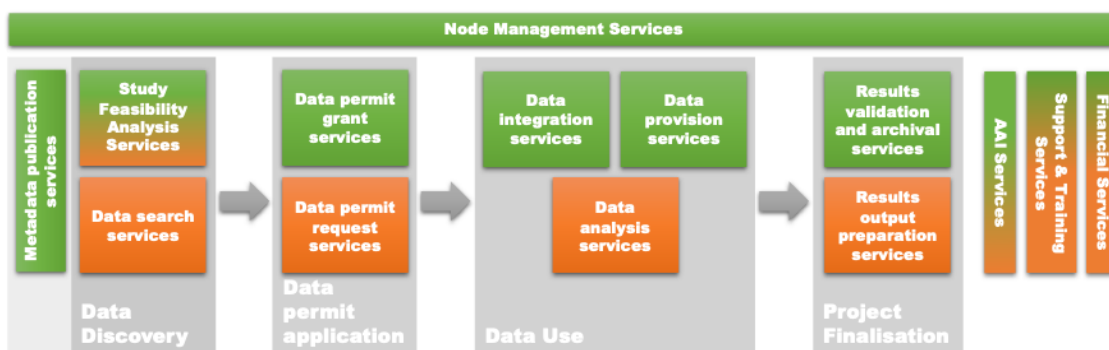 Node Management Services
Metadata publication
services
Study
Feasibility
Analysis
Services
Data search
services
Data
Discovery
Data permit
grant
services
Data permit
request
services
Data
permit
application
Data
integration
services
Data
provision
services
Data
analysis
services
Data Use
Results
validation
and archival
services
Results
output
preparation
services
Project
Finalisation
AAI Services
Support & Training
Services
Financial Services